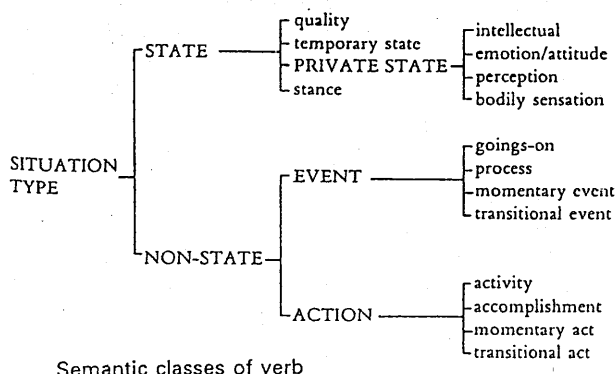 quality
STATE
temporary state
PRIVATE STATE
stance
intellectual
emotion/attitude
perception
bodily sensation
SITUATION
TYPE
NON-STATE
EVENT
goings-on
process
momentary event
transitional event
ACTION
activity
accomplishment
momentary act
transitional act
Semantic classes of verb